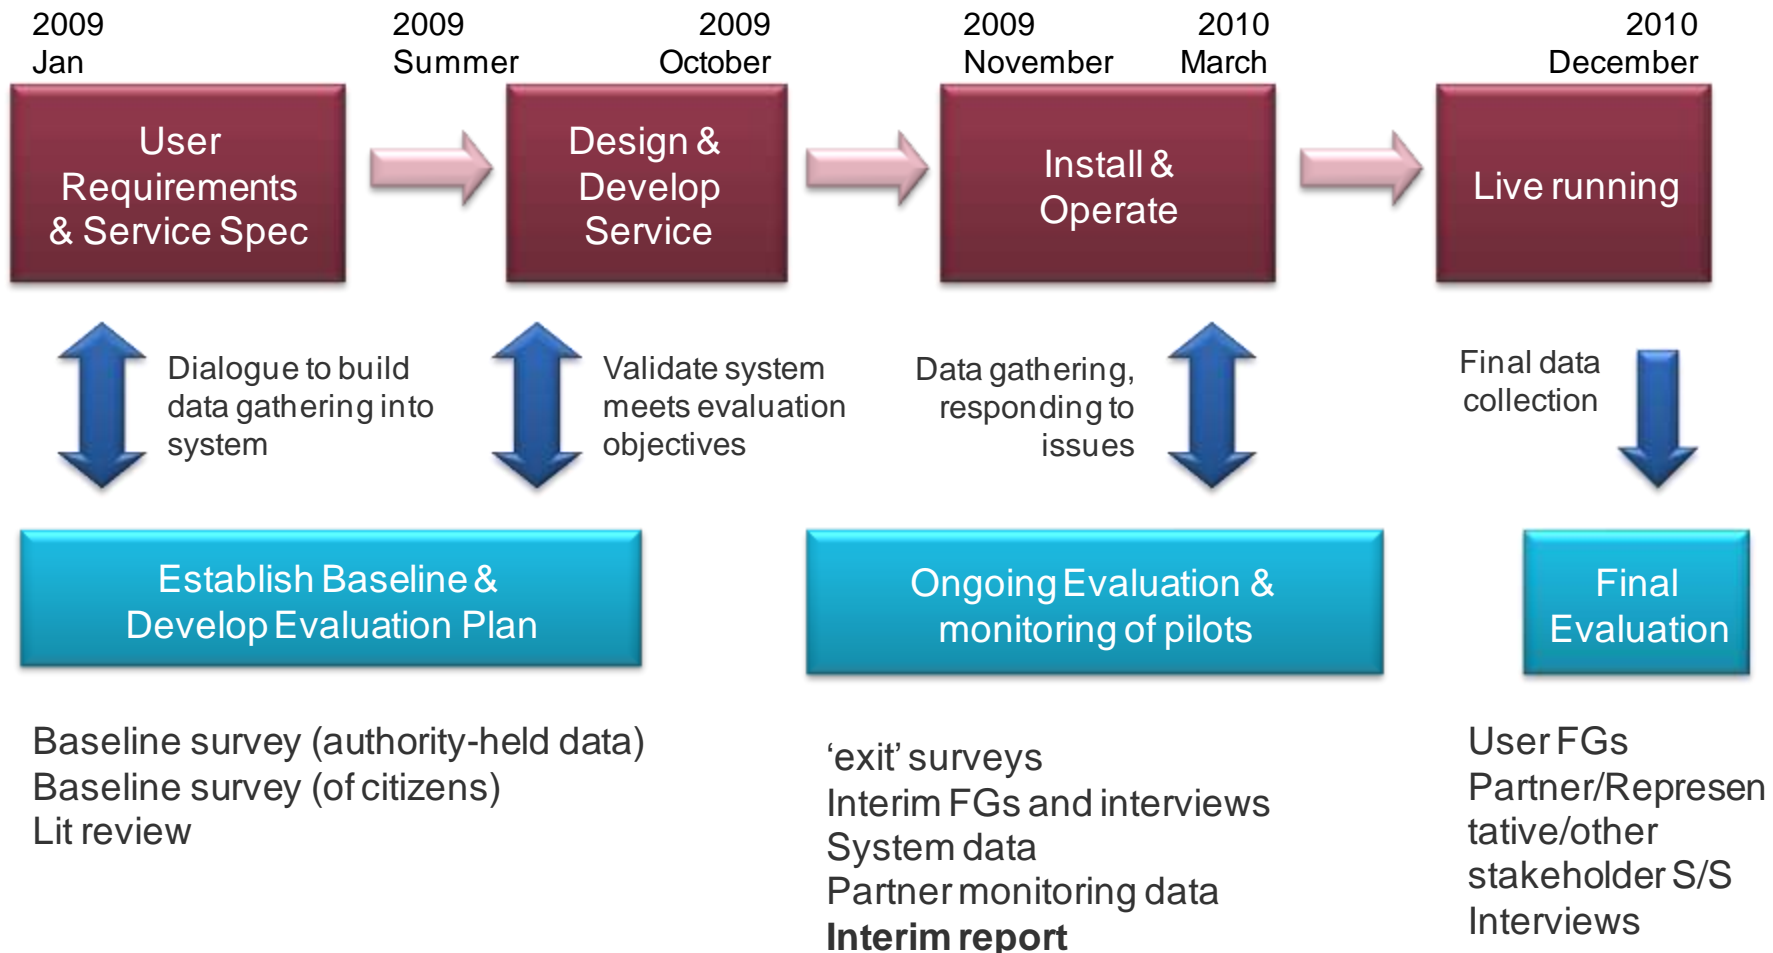 2009
Jan
2009
Summer
2009
October
2009
November
2010
March
2010
December
User
Requirements
& Service Spec
Design &
Develop
Service
Install &
Operate
Live running
Dialogue to build
data gathering into
system
Validate system
meets evaluation
objectives
Data gathering,
responding to
issues
Final data
collection
Establish Baseline &
Develop Evaluation Plan
Ongoing Evaluation &
monitoring of pilots
Final
Evaluation
Baseline survey (authority-held data)
Baseline survey (of citizens)
Lit review
‘exit’ surveys
Interim FGs and interviews
System data
Partner monitoring data
Interim report
User FGs
Partner/Represen
tative/other
stakeholder S/S
Interviews